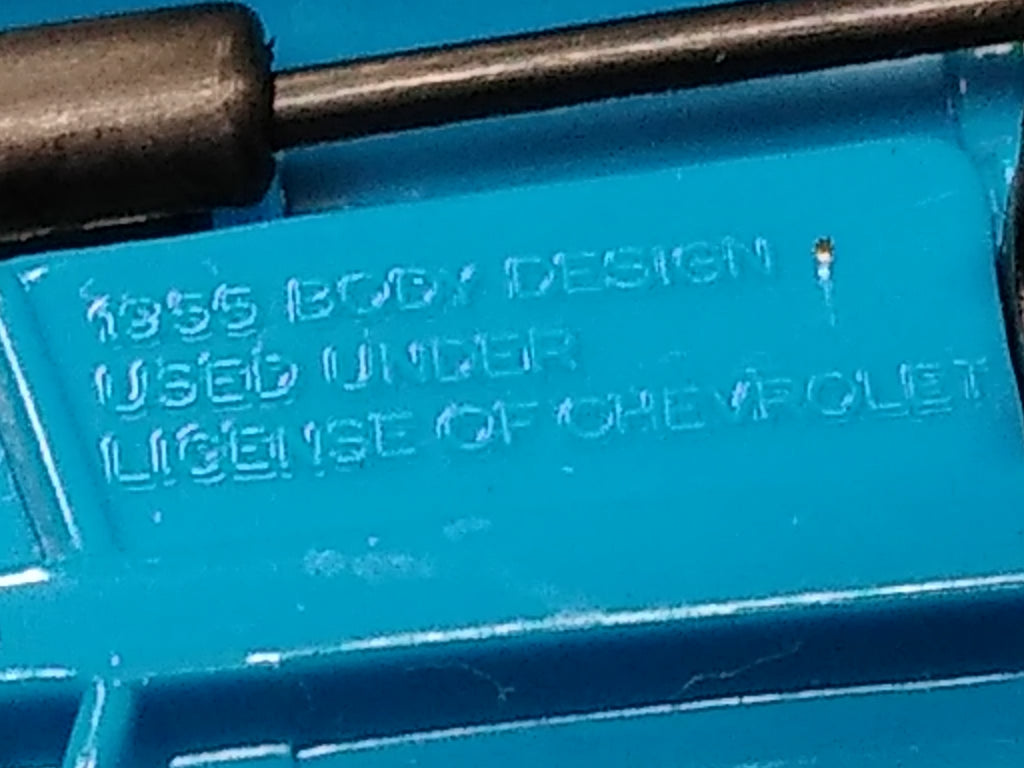 1955 BODY DESIGN
USED UNDER
LICENSE OF CHEVROLET